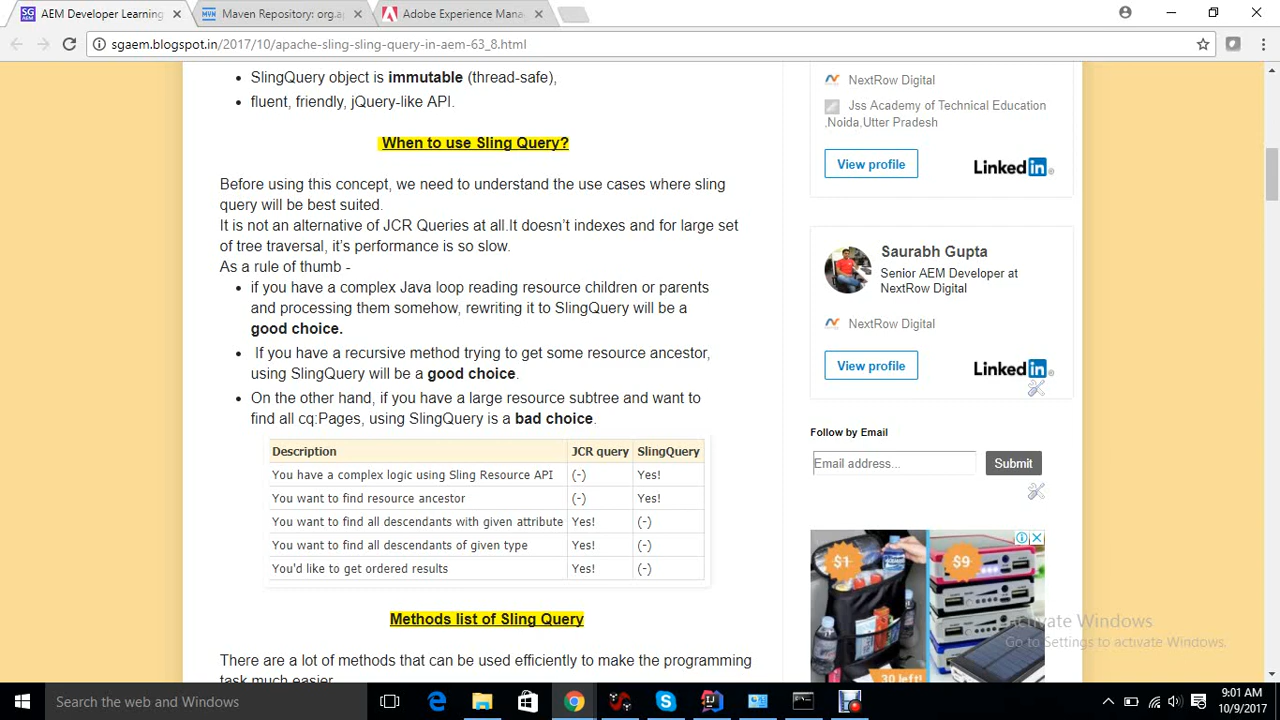 AEM Developer Learning
Maven Repository: org.ap
Adobe Experience Mana
sgaem.blogspot.in/2017/10/apache-sling-sling-query-in-aem-63_8.html
SlingQuery object is immutable (thread-safe),
fluent, friendly, jQuery-like API.
When to use Sling Query?
Before using this concept, we need to understand the use cases where sling
query will be best suited.
It is not an alternative of JCR Queries at all.It doesn't indexes and for large set
of tree traversal, it's performance is so slow.
As a rule of thumb -
if you have a complex Java loop reading resource children or parents
and processing them somehow, rewriting it to SlingQuery will be a
good choice.
If you have a recursive method trying to get some resource ancestor,
using SlingQuery will be a good choice.
On the other hand, if you have a large resource subtree and want to
find all cq:Pages, using SlingQuery is a bad choice.
Description JCR query SlingQuery
You have a complex logic using Sling Resource API (-) Yes!
You want to find resource ancestor (-) Yes!
You want to find all descendants with given attribute Yes! (-)
You want to find all descendants of given type Yes! (-)
You'd like to get ordered results Yes! (-)
Methods list of Sling Query
There are a lot of methods that can be used efficiently to make the programming
task much easier
NextRow Digital
Jss Academy of Technical Education
,Noida,Utter Pradesh
View profile
Linked in
Saurabh Gupta
Senior AEM Developer at
NextRow Digital
NextRow Digital
View profile
Linked in
Follow by Email
Email address...
Submit
$1
$9
30 left!
Activate Windows
Go to Settings to activate Windows.
Search the web and Windows
9:01 AM
10/9/2017